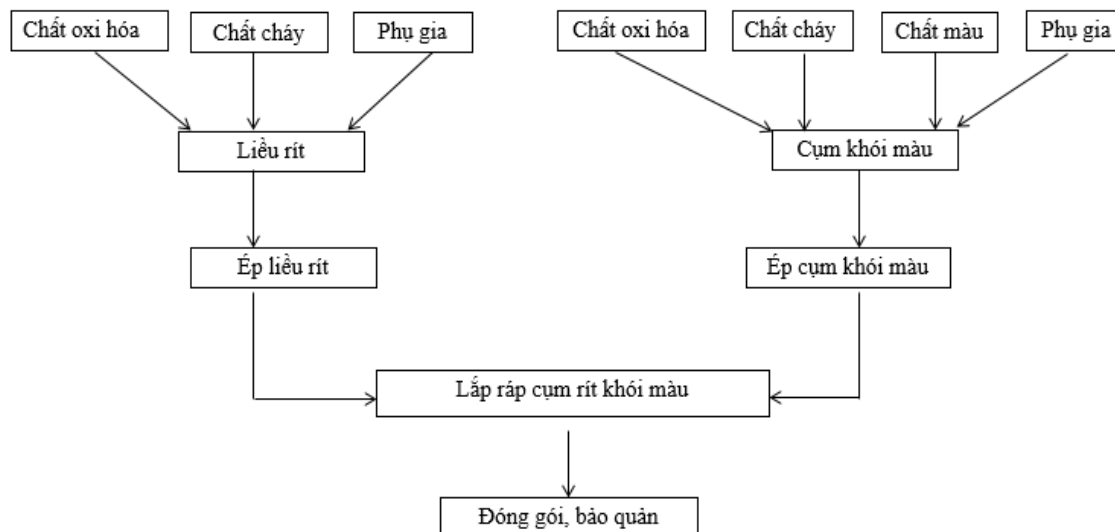 Chất oxi hóa
Chất cháy
Phụ gia
Chất oxi hóa
Chất cháy
Chất màu
Phụ gia
Liều rít
Cụm khói màu
Ép liều rít
Ép cụm khói màu
Lắp ráp cụm rít khói màu
Đóng gói, bảo quản